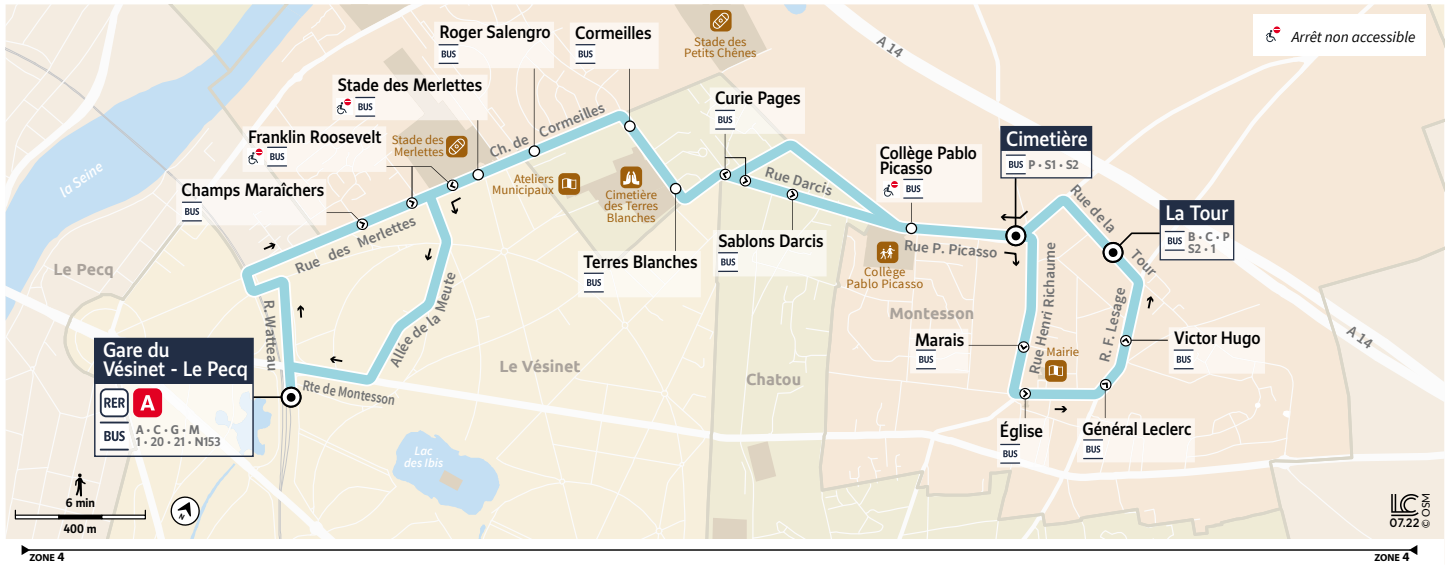 Roger Salengro
BUS
Cormeilles
BUS
Stade des
Petits Chênes
A 14
Arrêt non accessible
Stade des Merlettes
BUS
Ch. de Cormeilles
Curie Pages
BUS
Franklin Roosevelt
BUS
Stade des
Merlettes
Cimetière
BUS P • S1 • S2
Collège Pablo
Picasso
BUS
la Seine
Champs Maraîchers
BUS
Ateliers
Municipaux
Cimetière
des Terres
Blanches
Rue Darcis
Rue de la Tour
La Tour
BUS B • C • P
S2 • 1
Rue des Merlettes
Sablons Darcis
BUS
Rue P. Picasso
Terres Blanches
BUS
Collège
Pablo Picasso
Le Pecq
R. Watteau
Allée de la Meute
Montesson
Rue Henri Richaume
R. F. Lesage
A 14
Gare du
Vésinet - Le Pecq
RER A
BUS A • C • G • M
1 • 20 • 21 • N153
Marais
BUS
Mairie
Victor Hugo
BUS
Le Vésinet
Chatou
Rte de Montesson
Église
BUS
Général Leclerc
BUS
Lac
des Ibis
6 min
400 m
N
LC
07.22
© OSM
ZONE 4
ZONE 4